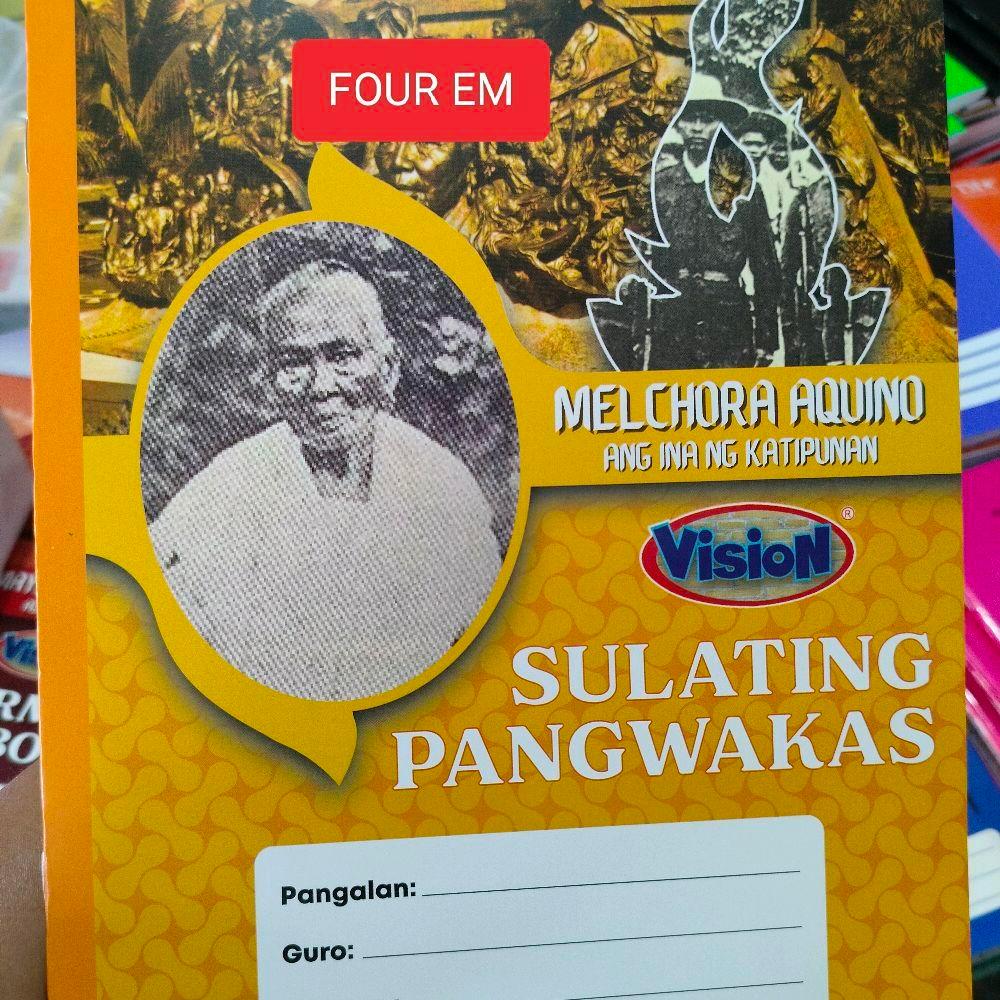 FOUR EM
MELCHORA AQUINO
ANG INA NG KATIPUNAN
VisioN ®
SULATING
PANGWAKAS
Pangalan:
Guro: